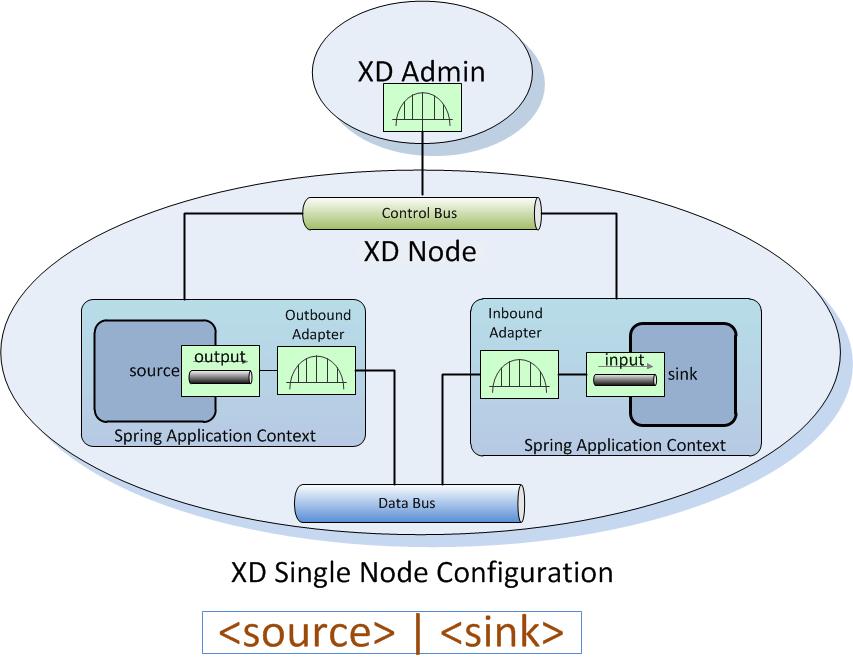 XD Admin
Control Bus
XD Node
Outbound
Adapter
Inbound
Adapter
source
output
input
sink
Spring Application Context
Spring Application Context
Data Bus
XD Single Node Configuration
<source> | <sink>